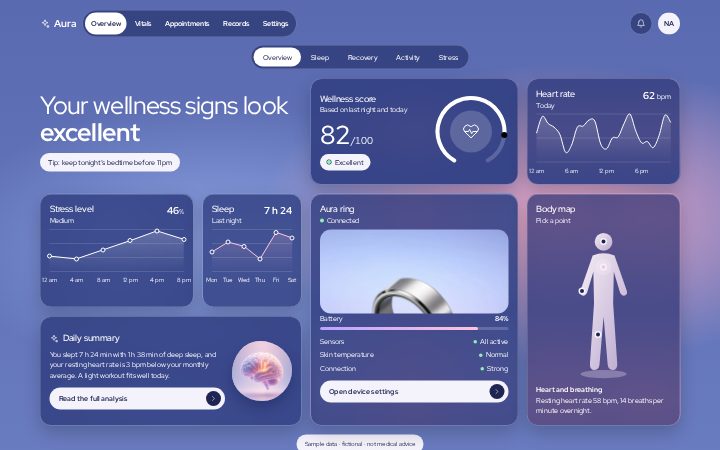 Aura
Overview Vitals Appointments Records Settings
NA
Overview Sleep Recovery Activity Stress
Your wellness signs look
excellent
Tip: keep tonight's bedtime before 11pm
Wellness score
Based on last night and today
82/100
Excellent
Heart rate
62 bpm
Today
12 am 6 am 12 pm 6 pm
Stress level
46%
Medium
12 am 4 am 8 am 12 pm 4 pm 8 pm
Sleep
7 h 24
Last night
Mon Tue Wed Thu Fri Sat
Aura ring
Connected
Battery 84%
Sensors All active
Skin temperature Normal
Connection Strong
Open device settings
Body map
Pick a point
Heart and breathing
Resting heart rate 58 bpm, 14 breaths per
minute overnight.
Daily summary
You slept 7 h 24 min with 1 h 38 min of deep sleep, and
your resting heart rate is 3 bpm below your monthly
average. A light workout fits well today.
Read the full analysis
Sample data · fictional · not medical advice